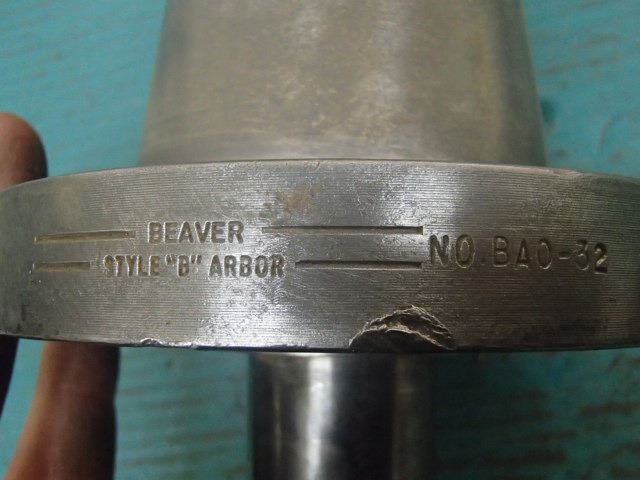 BEAVER
STYLE "B" ARBOR
NO. BAO-32